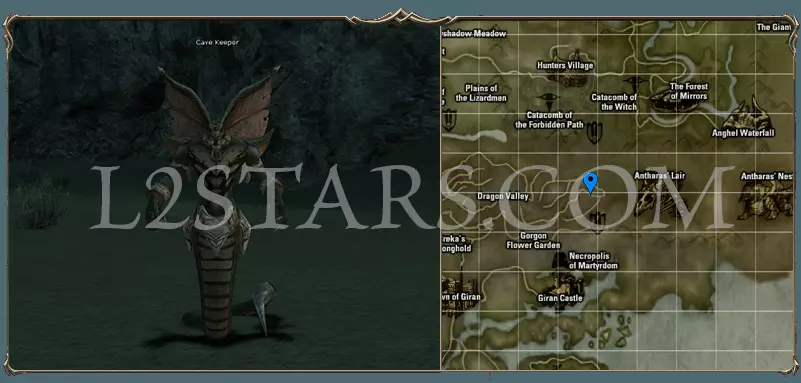 Cave Keeper
L2STARS.COM
The Giant
wshadow Meadow
Hunters Village
Plains of
the Lizardmen
Catacomb of
the Witch
The Forest
of Mirrors
Catacomb of
the Forbidden Path
Anghel Waterfall
Antharas' Lair
Antharas' Nest
Dragon Valley
Gorgon
Flower Garden
reka's
onghold
Necropolis
of Martyrdom
wn of Giran
Giran Castle